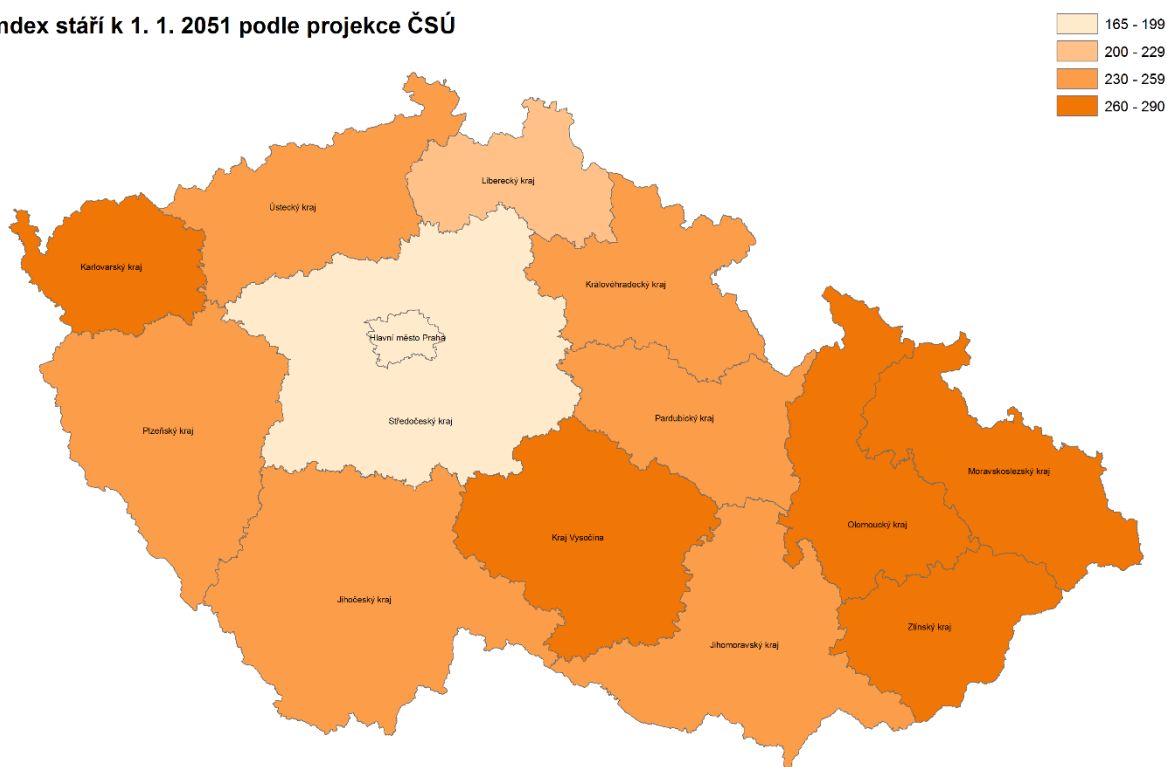 ndex stáří k 1. 1. 2051 podle projekce ČSÚ
165 - 199
200 - 229
230 - 259
260 - 290
Liberecký kraj
Ústecký kraj
Karlovarský kraj
Královéhradecký kraj
Hlavní město Praha
Středočeský kraj
Pardubický kraj
Plzeňský kraj
Moravskoslezský kraj
Olomoucký kraj
Kraj Vysočina
Jihočeský kraj
Zlínský kraj
Jihomoravský kraj